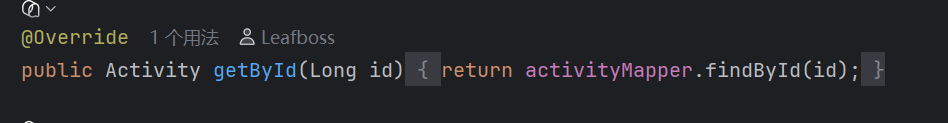 @Override 1个用法 Leafboss
public Activity getById(Long id) { return activityMapper.findById(id); }